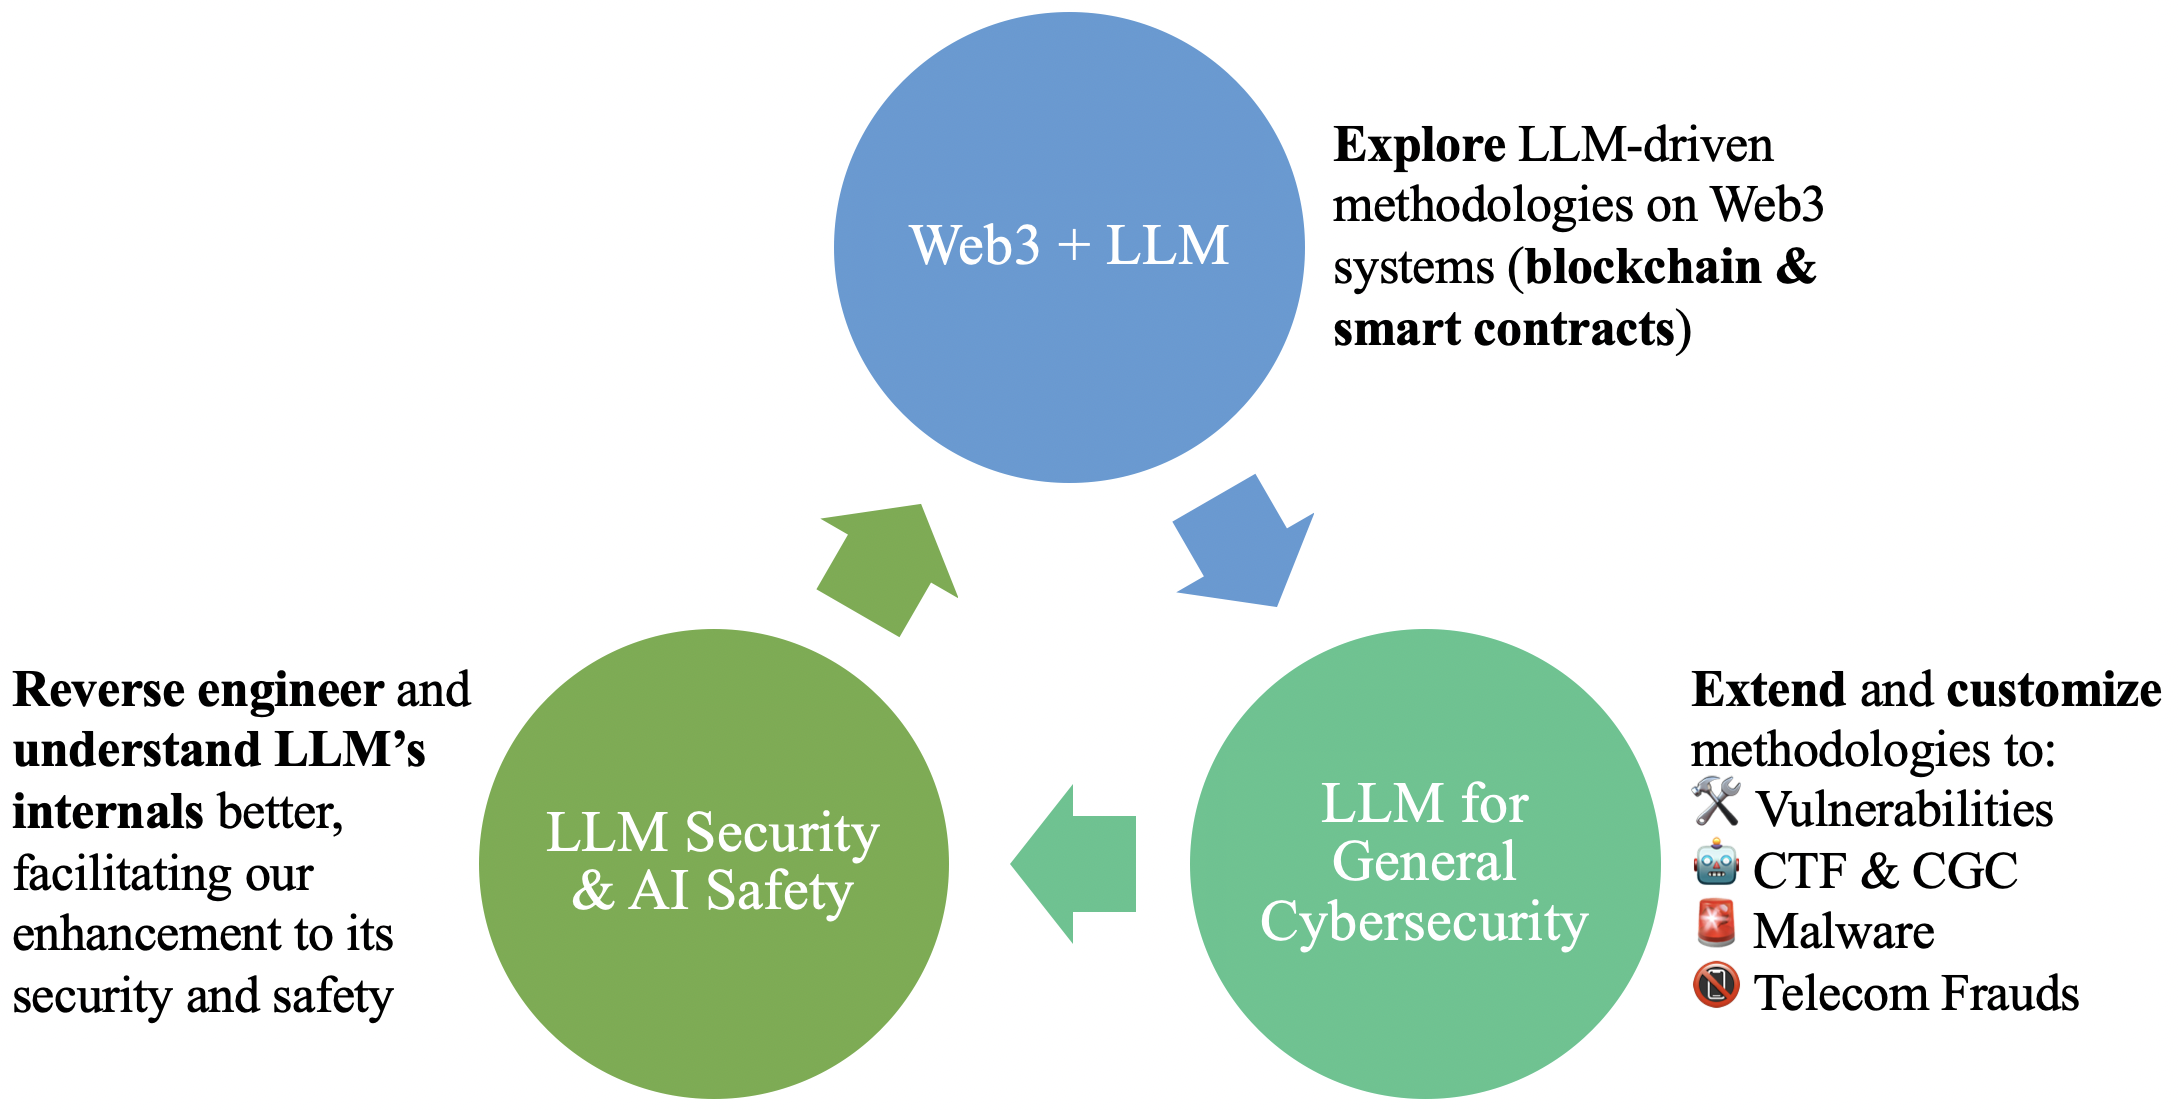 Web3 + LLM
Explore LLM-driven
methodologies on Web3
systems (blockchain &
smart contracts)
Reverse engineer and
understand LLM’s
internals better,
facilitating our
enhancement to its
security and safety
LLM Security
& AI Safety
LLM for
General
Cybersecurity
Extend and customize
methodologies to:
Vulnerabilities
CTF & CGC
Malware
Telecom Frauds